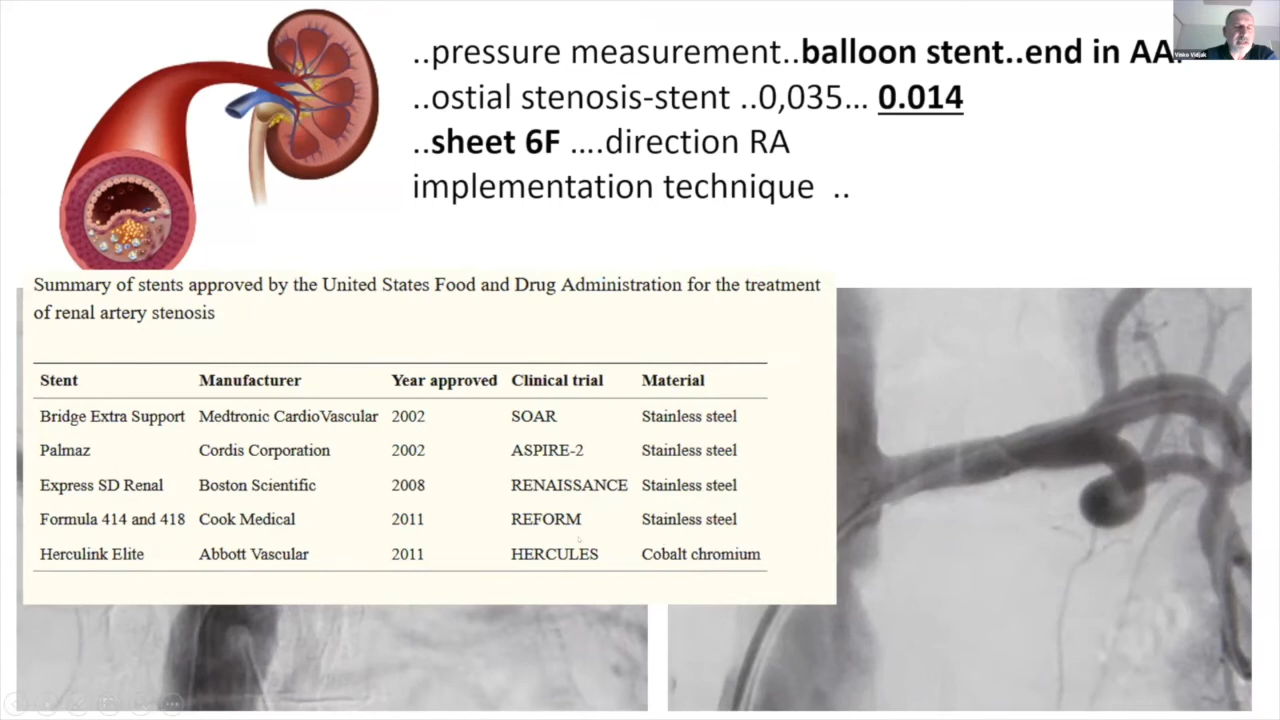 ..pressure measurement..balloon stent..end in AA.
Vinko Vidjak
..ostial stenosis-stent ..0,035… 0.014
..sheet 6F ….direction RA
implementation technique ..
Summary of stents approved by the United States Food and Drug Administration for the treatment
of renal artery stenosis
Stent Manufacturer Year approved Clinical trial Material
Bridge Extra Support Medtronic CardioVascular 2002 SOAR Stainless steel
Palmaz Cordis Corporation 2002 ASPIRE-2 Stainless steel
Express SD Renal Boston Scientific 2008 RENAISSANCE Stainless steel
Formula 414 and 418 Cook Medical 2011 REFORM Stainless steel
Herculink Elite Abbott Vascular 2011 HERCULES Cobalt chromium